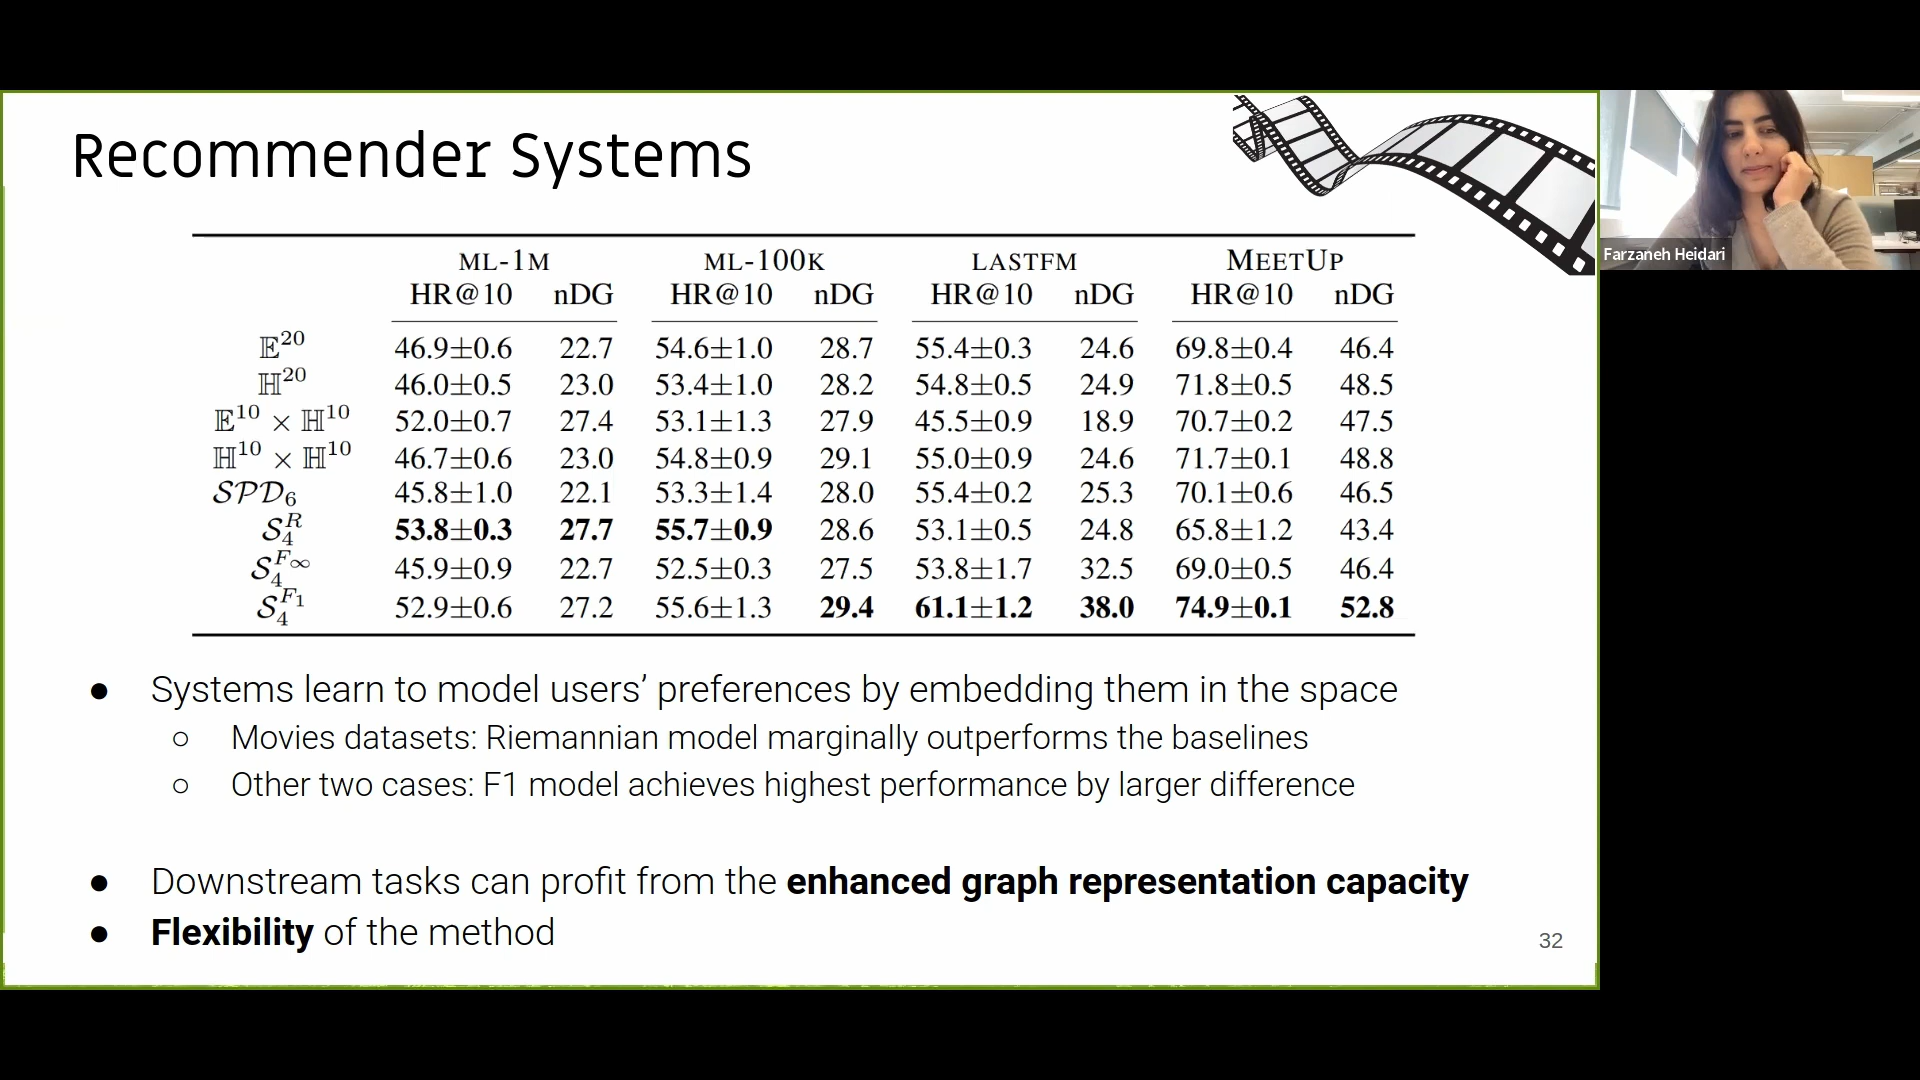 Recommender Systems
Farzaneh Heidari
ML-1M ML-100K LASTFM MEETUP
HR@10 nDG HR@10 nDG HR@10 nDG HR@10 nDG
𝔼²⁰ 46.9±0.6 22.7 54.6±1.0 28.7 55.4±0.3 24.6 69.8±0.4 46.4
ℍ²⁰ 46.0±0.5 23.0 53.4±1.0 28.2 54.8±0.5 24.9 71.8±0.5 48.5
𝔼¹⁰ × ℍ¹⁰ 52.0±0.7 27.4 53.1±1.3 27.9 45.5±0.9 18.9 70.7±0.2 47.5
ℍ¹⁰ × ℍ¹⁰ 46.7±0.6 23.0 54.8±0.9 29.1 55.0±0.9 24.6 71.7±0.1 48.8
𝒮𝒫𝒟₆ 45.8±1.0 22.1 53.3±1.4 28.0 55.4±0.2 25.3 70.1±0.6 46.5
𝒮₄^R 53.8±0.3 27.7 55.7±0.9 28.6 53.1±0.5 24.8 65.8±1.2 43.4
𝒮₄^F∞ 45.9±0.9 22.7 52.5±0.3 27.5 53.8±1.7 32.5 69.0±0.5 46.4
𝒮₄^F₁ 52.9±0.6 27.2 55.6±1.3 29.4 61.1±1.2 38.0 74.9±0.1 52.8
● Systems learn to model users’ preferences by embedding them in the space
○ Movies datasets: Riemannian model marginally outperforms the baselines
○ Other two cases: F1 model achieves highest performance by larger difference
● Downstream tasks can profit from the enhanced graph representation capacity
● Flexibility of the method
32